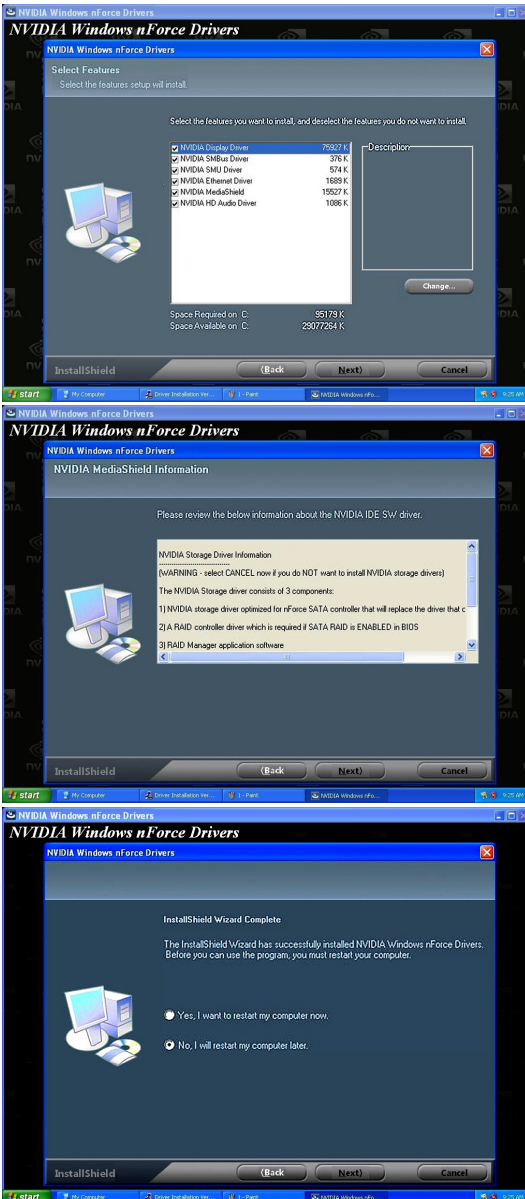 NVIDIA Windows nForce Drivers
NVIDIA Windows nForce Drivers
NVIDIA Windows nForce Drivers
Select Features
Select the features setup will install.
Select the features you want to install, and deselect the features you do not want to install.
NVIDIA Display Driver 75927 K
NVIDIA SMBus Driver 376 K
NVIDIA SMU Driver 574 K
NVIDIA Ethernet Driver 1689 K
NVIDIA MediaShield 15527 K
NVIDIA HD Audio Driver 1086 K
Description
Change...
Space Required on C: 95179 K
Space Available on C: 29077264 K
InstallShield
⟨Back Next⟩ Cancel
start My Computer Driver Installation Ver... 1 - Paint NVIDIA Windows nFo... 9:25 AM
NVIDIA Windows nForce Drivers
NVIDIA Windows nForce Drivers
NVIDIA Windows nForce Drivers
NVIDIA MediaShield Information
Please review the below information about the NVIDIA IDE SW driver.
NVIDIA Storage Driver Information
------------------------------
(WARNING - select CANCEL now if you do NOT want to install NVIDIA storage drivers)
The NVIDIA Storage driver consists of 3 components:
1) NVIDIA storage driver optimized for nForce SATA controller that will replace the driver that c
2) A RAID controller driver which is required if SATA RAID is ENABLED in BIOS
3) RAID Manager application software
InstallShield
⟨Back Next⟩ Cancel
start My Computer Driver Installation Ver... 1 - Paint NVIDIA Windows nFo... 9:25 AM
NVIDIA Windows nForce Drivers
NVIDIA Windows nForce Drivers
NVIDIA Windows nForce Drivers
InstallShield Wizard Complete
The InstallShield Wizard has successfully installed NVIDIA Windows nForce Drivers.
Before you can use the program, you must restart your computer.
Yes, I want to restart my computer now.
No, I will restart my computer later.
InstallShield
⟨Back Next⟩ Cancel
start My Computer Driver Installation Ver... 1 - Paint NVIDIA Windows nFo... 9:25 AM